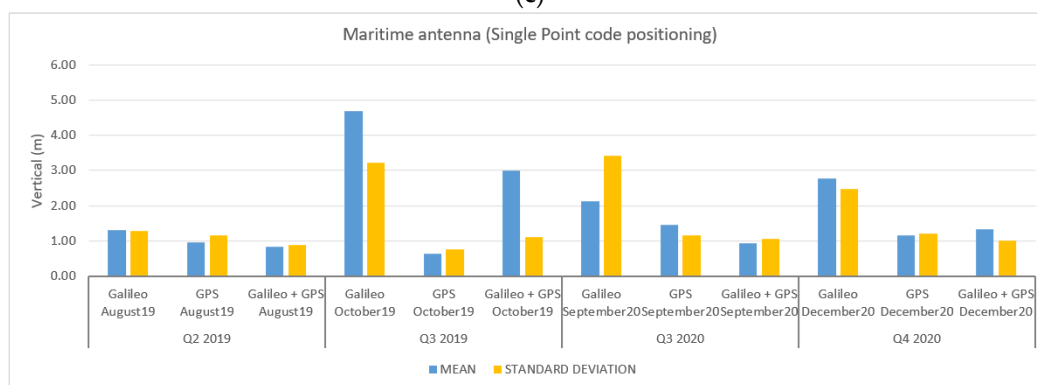 (c)
Maritime antenna (Single Point code positioning)
6.00
5.00
4.00
3.00
2.00
1.00
0.00
Vertical (m)
Galileo GPS Galileo + GPS Galileo GPS Galileo + GPS Galileo GPS Galileo + GPS Galileo GPS Galileo + GPS
August19 August19 August19 October19 October19 October19 September20 September20 September20 December20 December20 December20
Q2 2019 Q3 2019 Q3 2020 Q4 2020
MEAN STANDARD DEVIATION